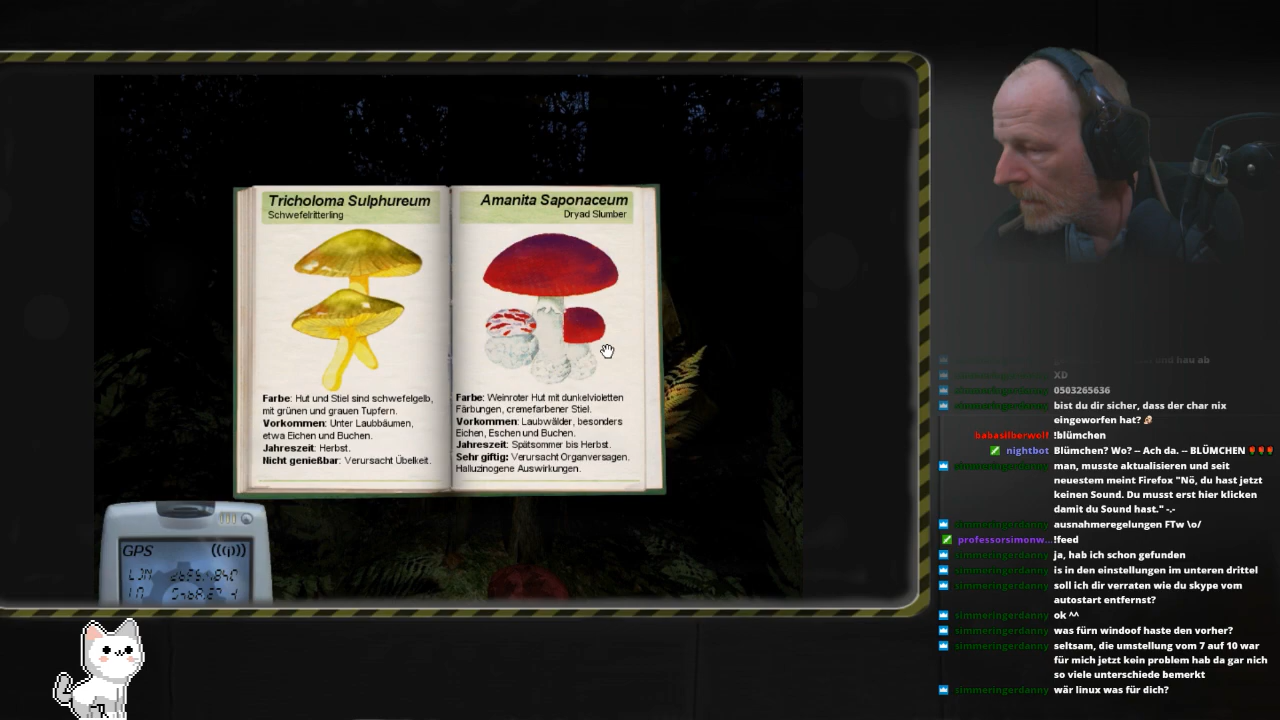 Tricholoma Sulphureum
Schwefelritterling
Farbe: Hut und Stiel sind schwefelgelb,
mit grünen und grauen Tupfern.
Vorkommen: Unter Laubbäumen,
etwa Eichen und Buchen.
Jahreszeit: Herbst.
Nicht genießbar: Verursacht Übelkeit.
Amanita Saponaceum
Dryad Slumber
Farbe: Weinroter Hut mit dunkelvioletten
Färbungen, cremefarbener Stiel.
Vorkommen: Laubwälder, besonders
Eichen, Eschen und Buchen.
Jahreszeit: Spätsommer bis Herbst.
Sehr giftig: Verursacht Organversagen.
Halluzinogene Auswirkungen.
GPS (((p)))
und hau ab
XD
simmeringerdanny 0503265636
simmeringerdanny bist du dir sicher, dass der char nix
eingeworfen hat?
babasilberwolf !blümchen
nightbot Blümchen? Wo? -- Ach da. -- BLÜMCHEN
simmeringerdanny man, musste aktualisieren und seit
neuestem meint Firefox "Nö, du hast jetzt
keinen Sound. Du musst erst hier klicken
damit du Sound hast." -.-
simmeringerdanny ausnahmeregelungen FTw \o/
professorsimonw... !feed
simmeringerdanny ja, hab ich schon gefunden
simmeringerdanny is in den einstellungen im unteren drittel
simmeringerdanny soll ich dir verraten wie du skype vom
autostart entfernst?
simmeringerdanny ok ^^
simmeringerdanny was fürn windoof haste den vorher?
simmeringerdanny seltsam, die umstellung vom 7 auf 10 war
für mich jetzt kein problem hab da gar nich
so viele unterschiede bemerkt
simmeringerdanny wär linux was für dich?